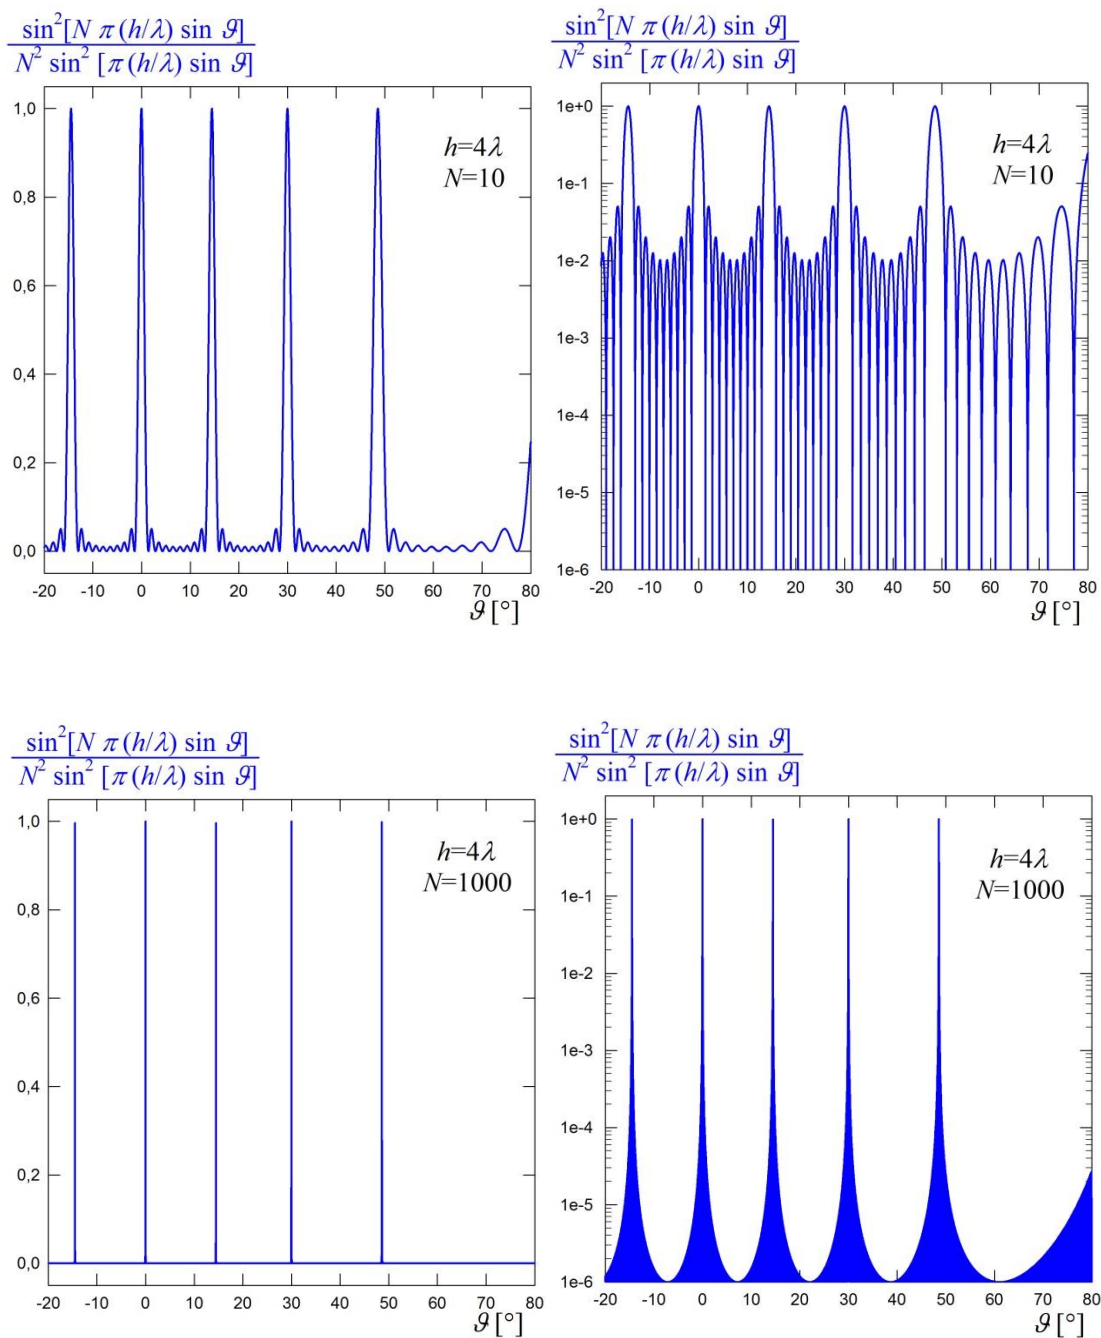 sin²[N π(h/λ) sin ϑ]
N² sin² [π(h/λ) sin ϑ]
1,0
0,8
0,6
0,4
0,2
0,0
h=4λ
N=10
-20 -10 0 10 20 30 40 50 60 70 80
ϑ [°]
sin²[N π(h/λ) sin ϑ]
N² sin² [π(h/λ) sin ϑ]
1e+0
1e-1
1e-2
1e-3
1e-4
1e-5
1e-6
h=4λ
N=10
-20 -10 0 10 20 30 40 50 60 70 80
ϑ [°]
sin²[N π(h/λ) sin ϑ]
N² sin² [π(h/λ) sin ϑ]
1,0
0,8
0,6
0,4
0,2
0,0
h=4λ
N=1000
-20 -10 0 10 20 30 40 50 60 70 80
ϑ [°]
sin²[N π(h/λ) sin ϑ]
N² sin² [π(h/λ) sin ϑ]
1e+0
1e-1
1e-2
1e-3
1e-4
1e-5
1e-6
h=4λ
N=1000
-20 -10 0 10 20 30 40 50 60 70 80
ϑ [°]